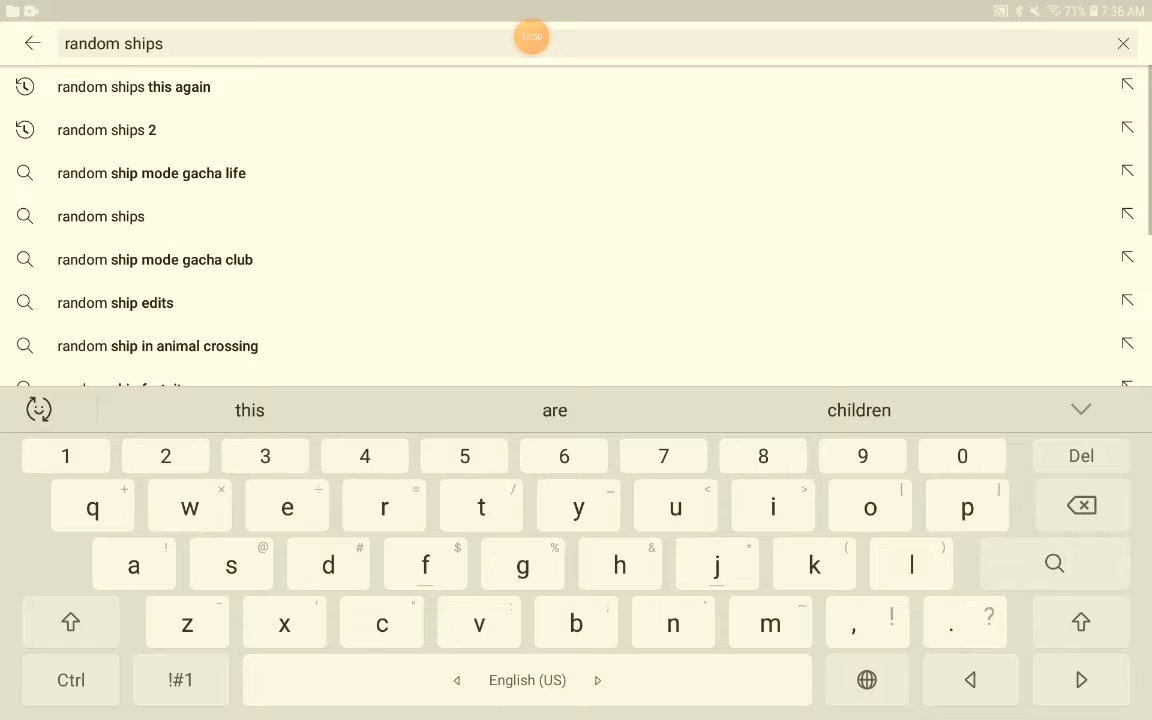 71% 7:36 AM
random ships
12:50
random ships this again
random ships 2
random ship mode gacha life
random ships
random ship mode gacha club
random ship edits
random ship in animal crossing
this are children
1 2 3 4 5 6 7 8 9 0 Del
+ × ÷ = / _ < > [ ]
q w e r t y u i o p
! @ # $ % & * ( )
a s d f g h j k l
- ' " : ; ` ~ ! ?
z x c v b n m , .
Ctrl !#1 English (US)